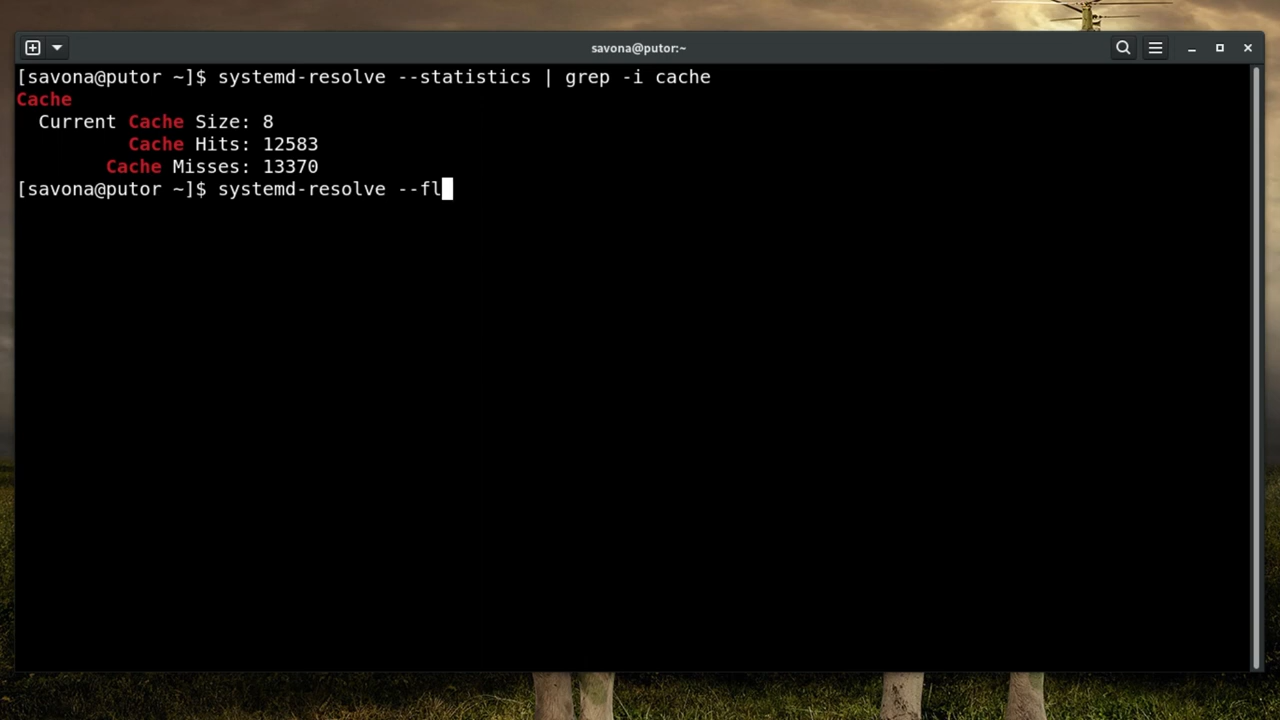 savona@putor:~
[savona@putor ~]$ systemd-resolve --statistics | grep -i cache
Cache
Current Cache Size: 8
Cache Hits: 12583
Cache Misses: 13370
[savona@putor ~]$ systemd-resolve --fl